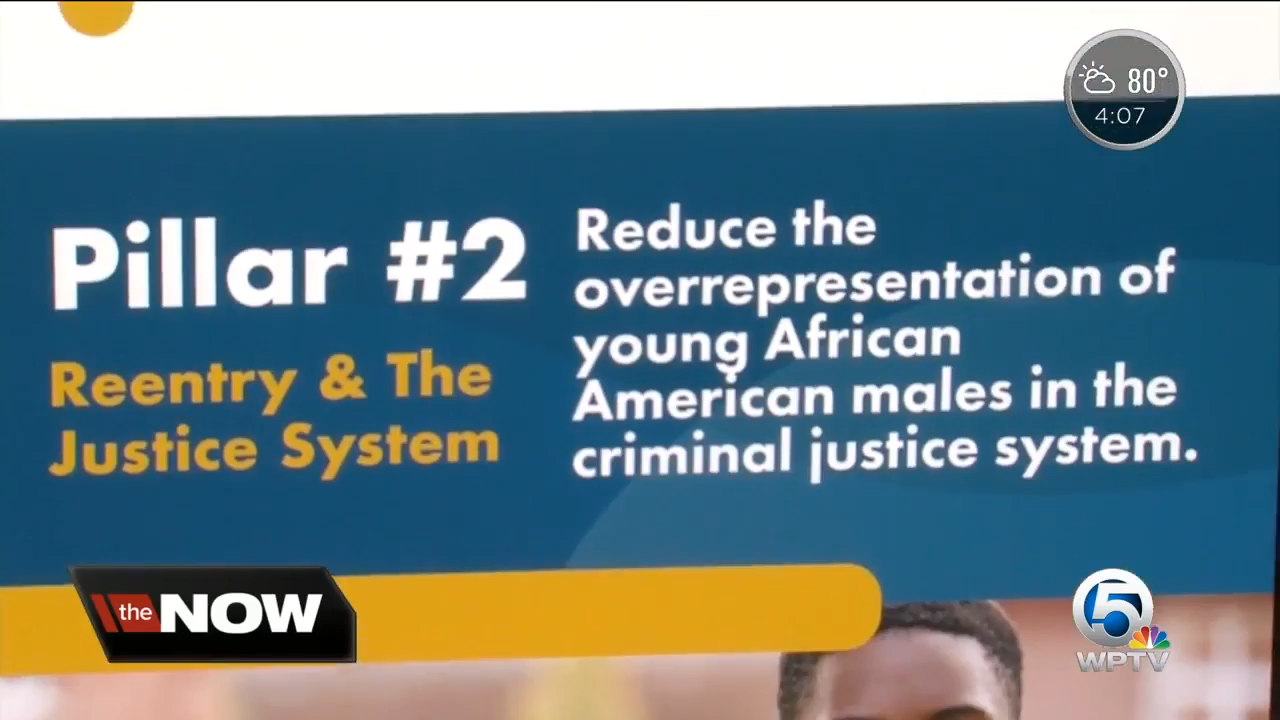 80°
4:07
Pillar #2
Reentry & The
Justice System
Reduce the
overrepresentation of
young African
American males in the
criminal justice system.
the NOW
5
WPTV